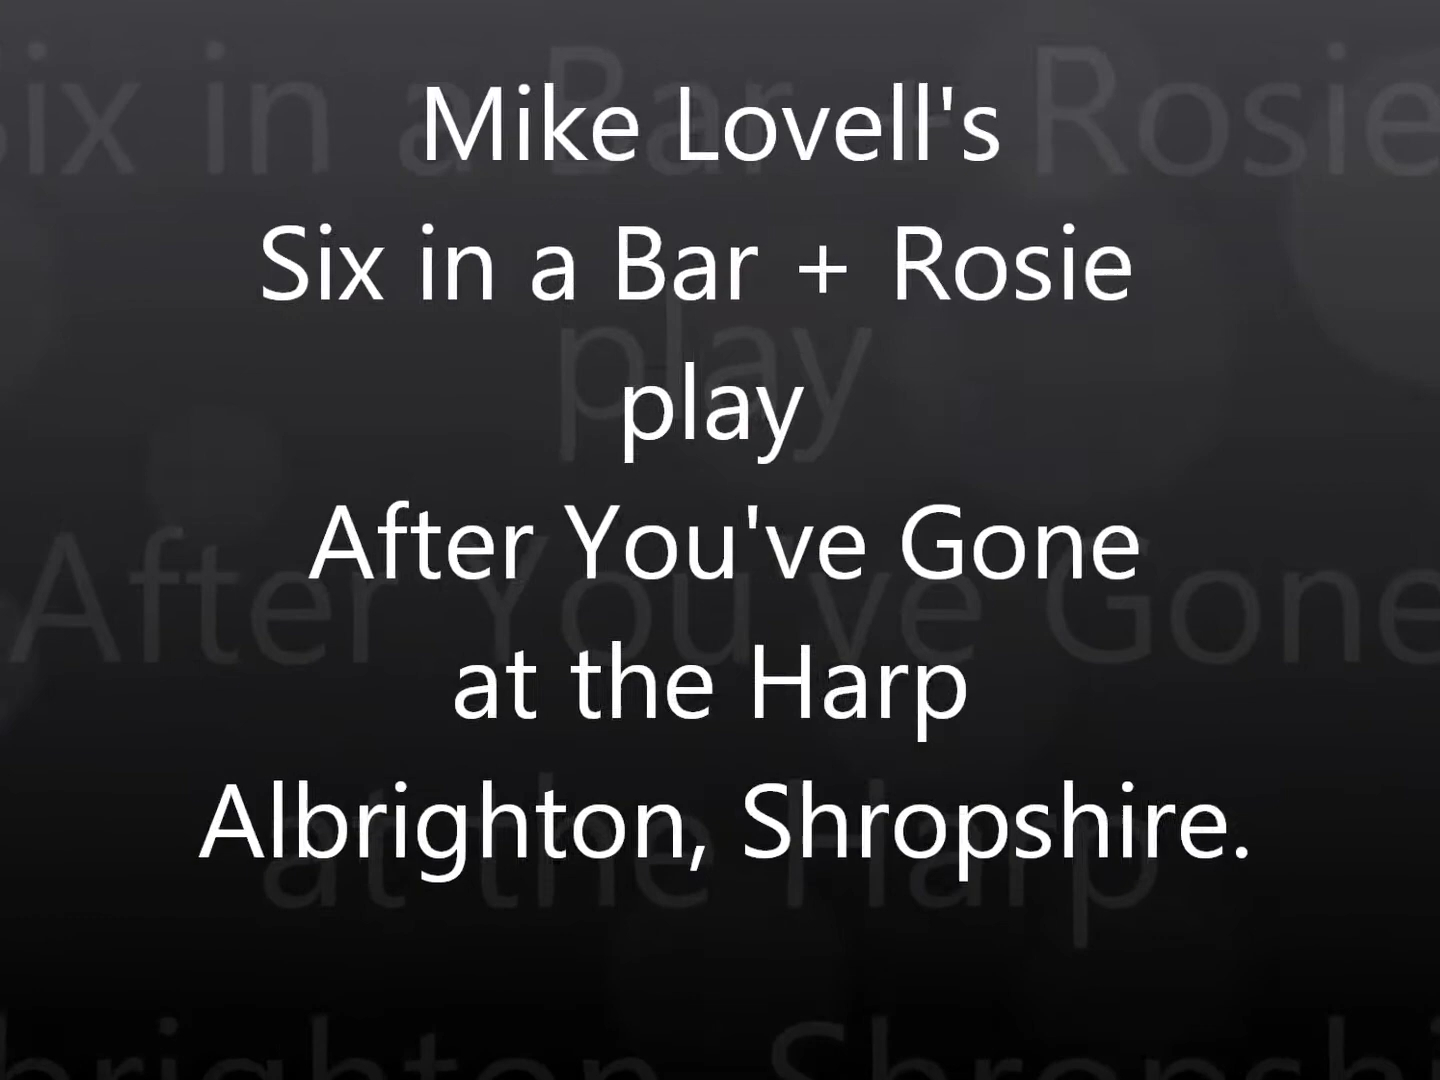 Mike Lovell's
Six in a Bar + Rosie
play
After You've Gone
at the Harp
Albrighton, Shropshire.